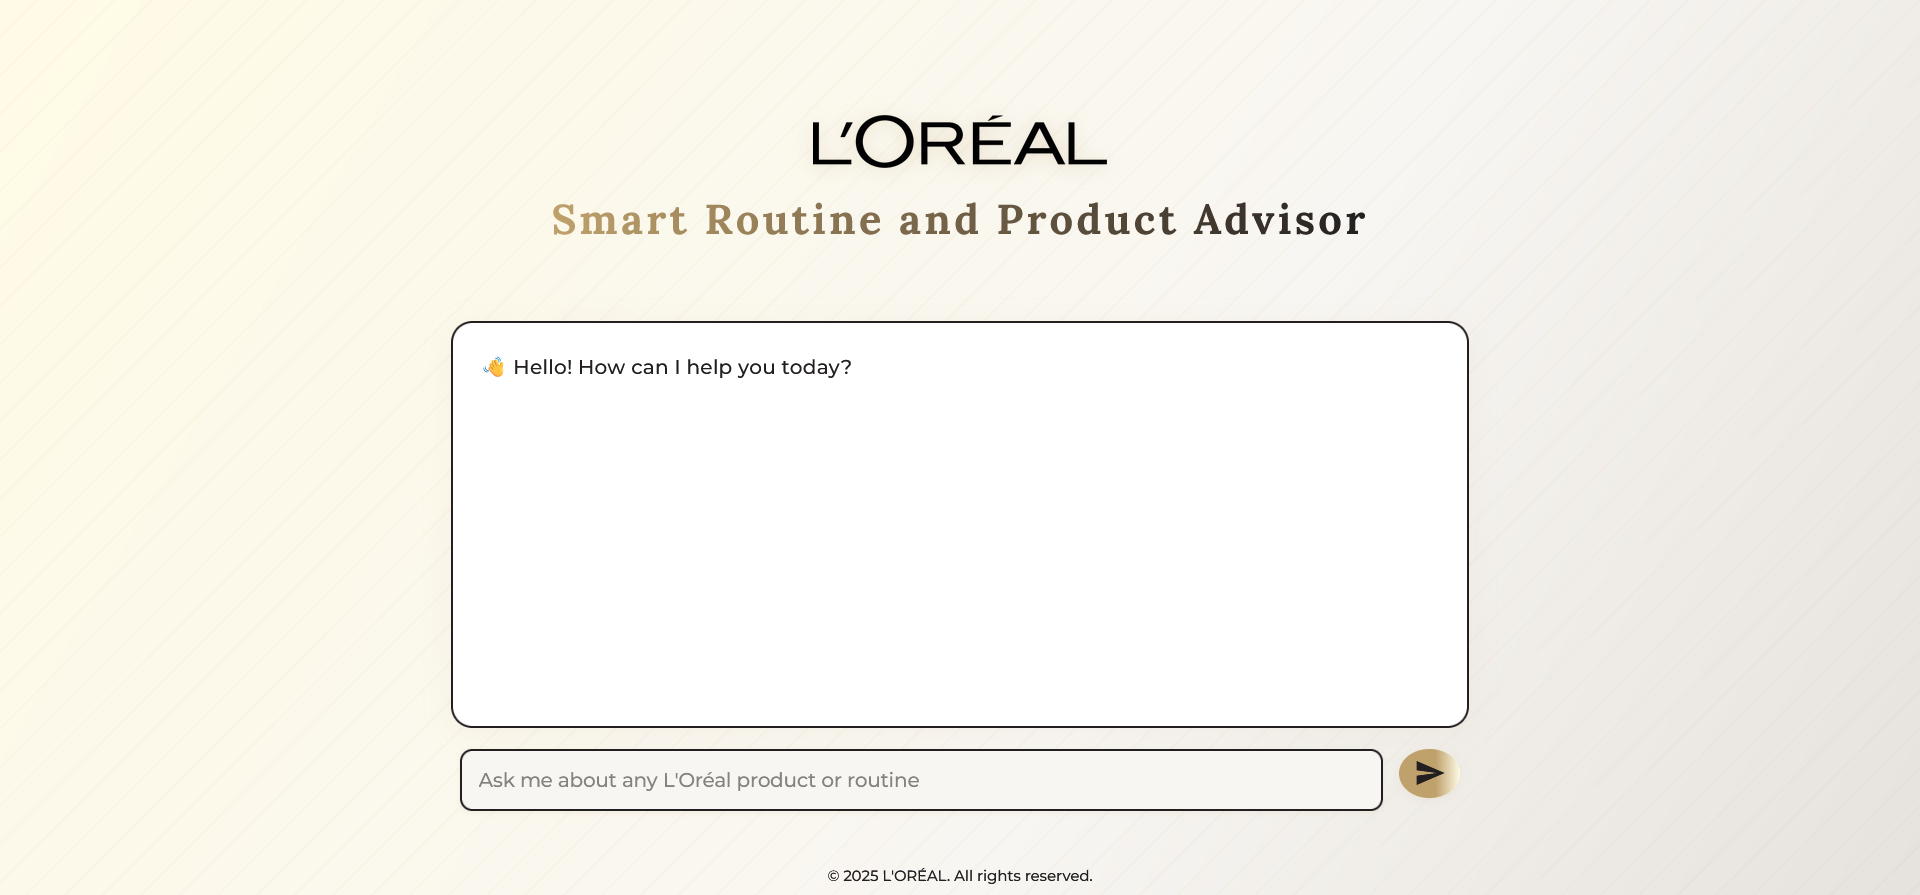 L'ORÉAL
Smart Routine and Product Advisor
👋 Hello! How can I help you today?
Ask me about any L'Oréal product or routine
© 2025 L'ORÉAL. All rights reserved.